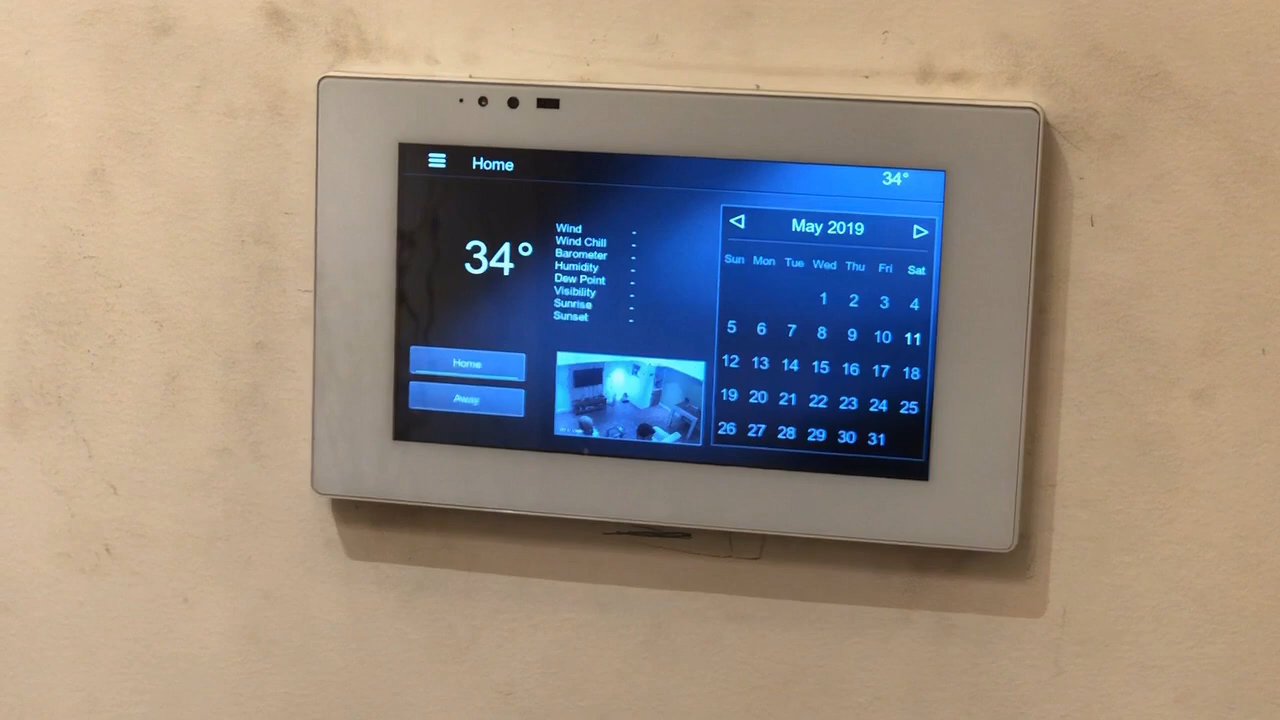 Home
34°
34°
Wind -
Wind Chill -
Barometer -
Humidity -
Dew Point -
Visibility -
Sunrise -
Sunset -
Home
Away
May 2019
Sun Mon Tue Wed Thu Fri Sat
1 2 3 4
5 6 7 8 9 10 11
12 13 14 15 16 17 18
19 20 21 22 23 24 25
26 27 28 29 30 31